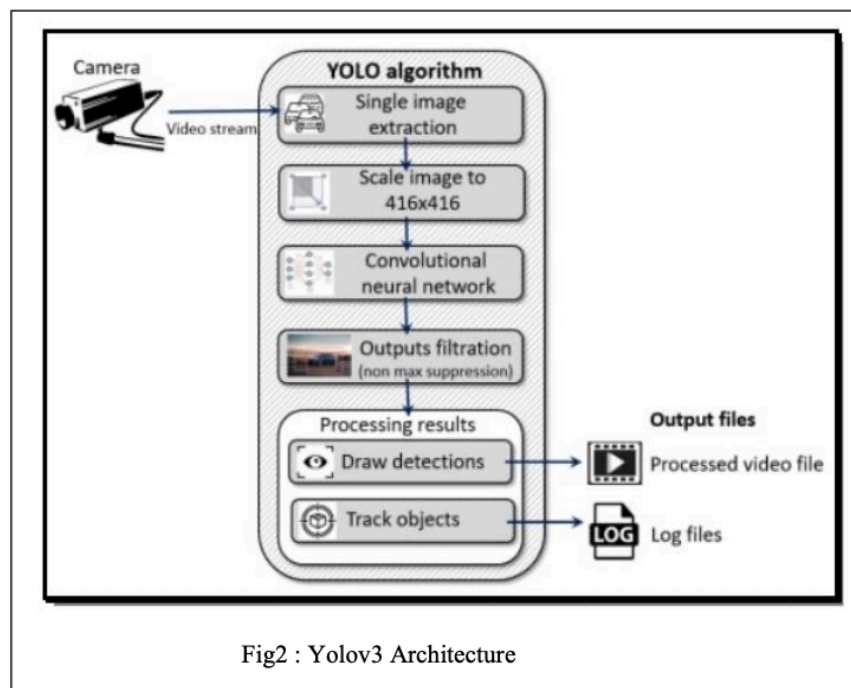 Camera
Video stream
YOLO algorithm
Single image
extraction
Scale image to
416x416
Convolutional
neural network
Outputs filtration
(non max suppression)
Processing results
Draw detections
Track objects
Output files
Processed video file
LOG
Log files
Fig2 : Yolov3 Architecture